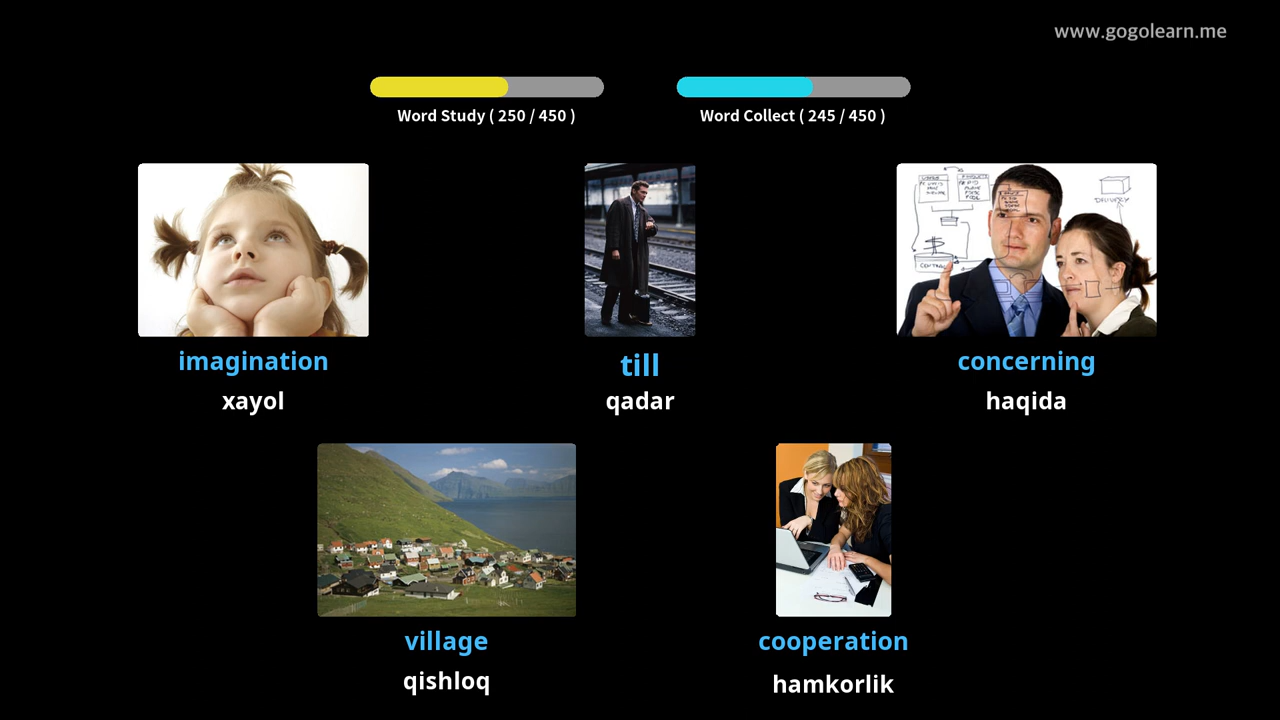 www.gogolearn.me
Word Study ( 250 / 450 )
Word Collect ( 245 / 450 )
imagination
till
concerning
xayol
qadar
haqida
village
cooperation
qishloq
hamkorlik